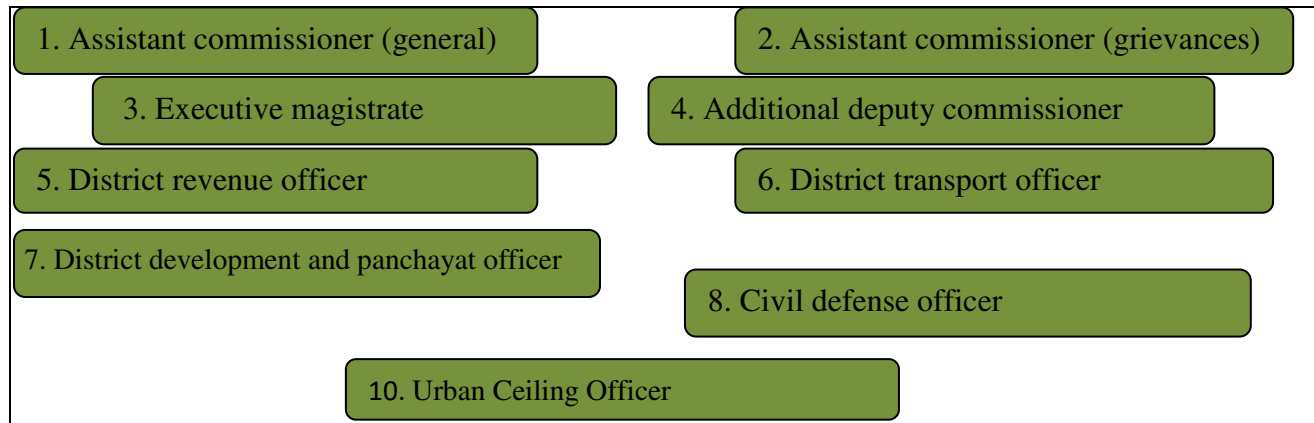 1. Assistant commissioner (general)
2. Assistant commissioner (grievances)
3. Executive magistrate
4. Additional deputy commissioner
5. District revenue officer
6. District transport officer
7. District development and panchayat officer
8. Civil defense officer
10. Urban Ceiling Officer